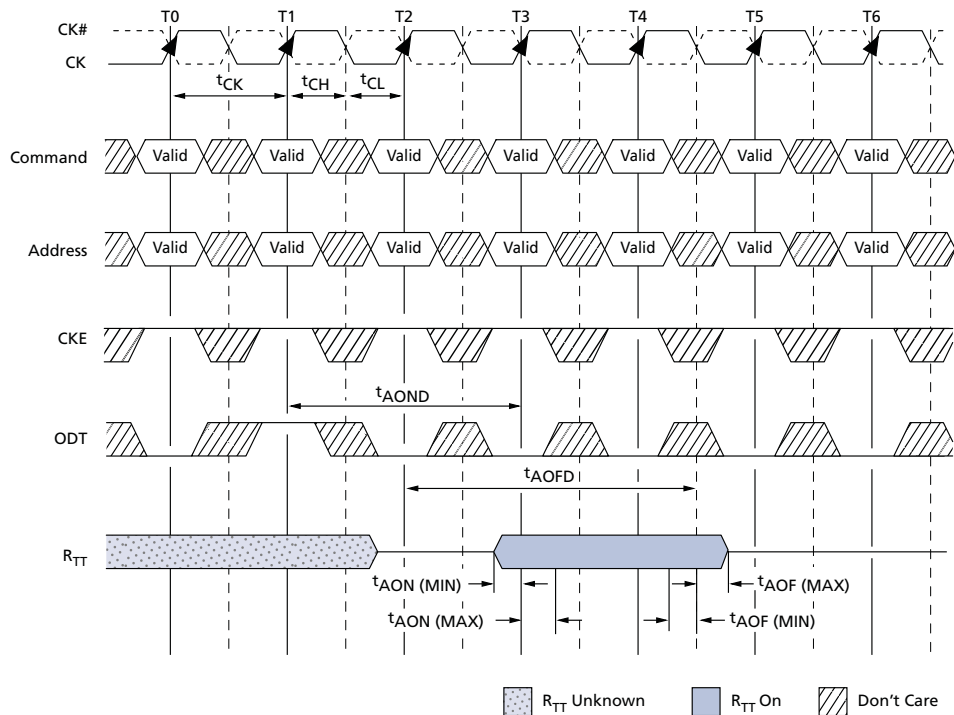 T0 T1 T2 T3 T4 T5 T6
CK#
CK
tCK tCH tCL
Command Valid Valid Valid Valid Valid Valid Valid
Address Valid Valid Valid Valid Valid Valid Valid
CKE
tAOND
ODT
tAOFD
RTT
tAON (MIN) tAOF (MAX)
tAON (MAX) tAOF (MIN)
RTT Unknown RTT On Don't Care